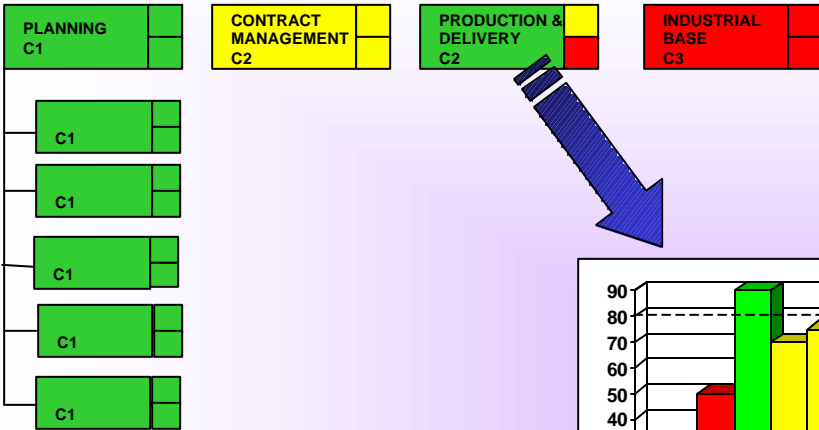 PLANNING
C1
CONTRACT
MANAGEMENT
C2
PRODUCTION &
DELIVERY
C2
INDUSTRIAL
BASE
C3
C1
C1
C1
C1
C1
90
80
70
60
50
40